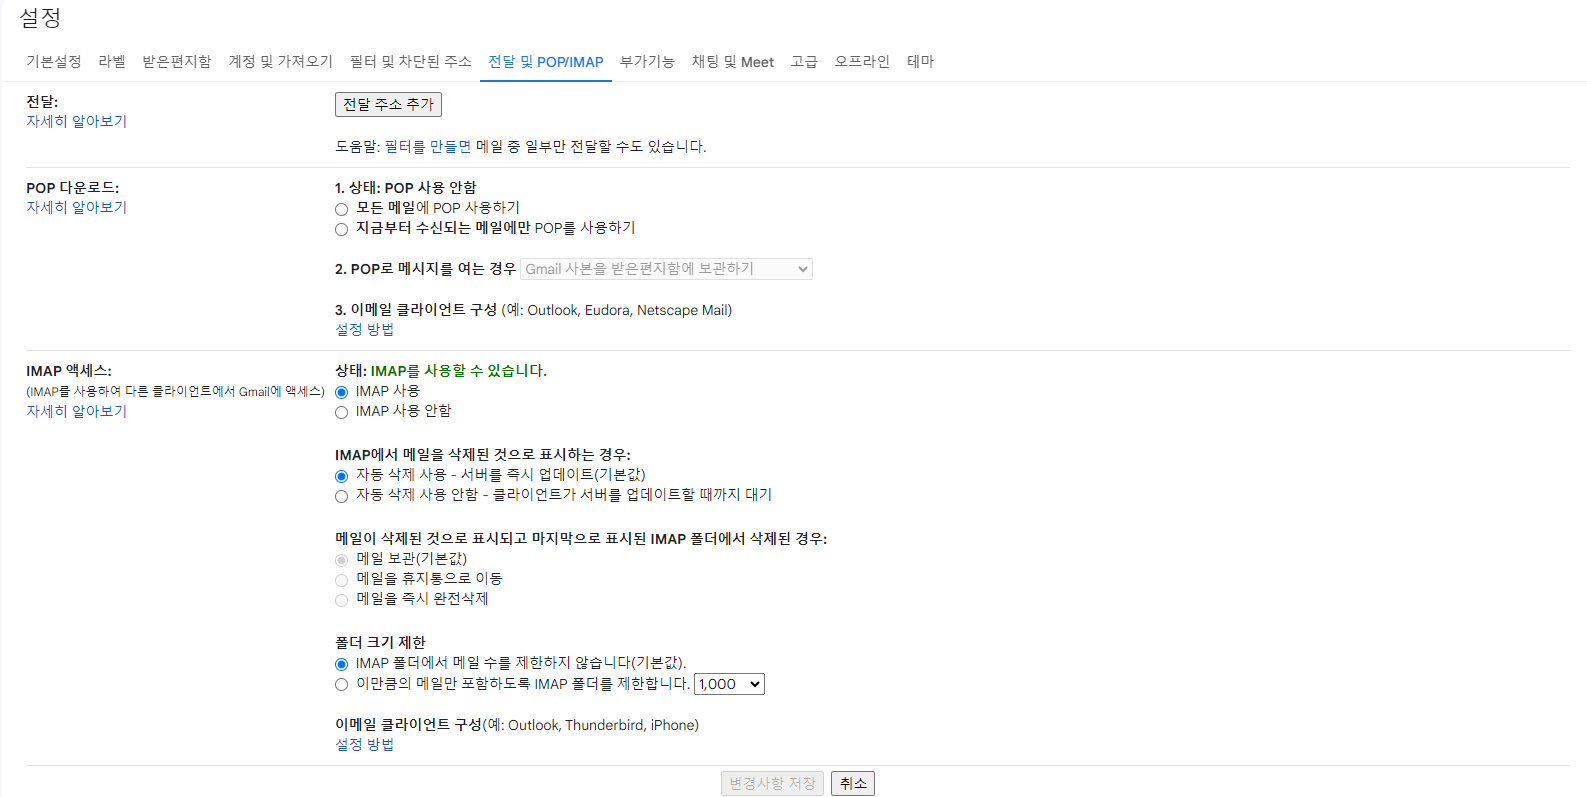 설정
기본설정 라벨 받은편지함 계정 및 가져오기 필터 및 차단된 주소 전달 및 POP/IMAP 부가기능 채팅 및 Meet 고급 오프라인 테마
전달:
자세히 알아보기
전달 주소 추가
도움말: 필터를 만들면 메일 중 일부만 전달할 수도 있습니다.
POP 다운로드:
자세히 알아보기
1. 상태: POP 사용 안함
모든 메일에 POP 사용하기
지금부터 수신되는 메일에만 POP를 사용하기
2. POP로 메시지를 여는 경우 Gmail 사본을 받은편지함에 보관하기
3. 이메일 클라이언트 구성 (예: Outlook, Eudora, Netscape Mail)
설정 방법
IMAP 액세스:
(IMAP를 사용하여 다른 클라이언트에서 Gmail에 액세스)
자세히 알아보기
상태: IMAP를 사용할 수 있습니다.
IMAP 사용
IMAP 사용 안함
IMAP에서 메일을 삭제된 것으로 표시하는 경우:
자동 삭제 사용 - 서버를 즉시 업데이트(기본값)
자동 삭제 사용 안함 - 클라이언트가 서버를 업데이트할 때까지 대기
메일이 삭제된 것으로 표시되고 마지막으로 표시된 IMAP 폴더에서 삭제된 경우:
메일 보관(기본값)
메일을 휴지통으로 이동
메일을 즉시 완전삭제
폴더 크기 제한
IMAP 폴더에서 메일 수를 제한하지 않습니다(기본값).
이만큼의 메일만 포함하도록 IMAP 폴더를 제한합니다. 1,000
이메일 클라이언트 구성(예: Outlook, Thunderbird, iPhone)
설정 방법
변경사항 저장 취소